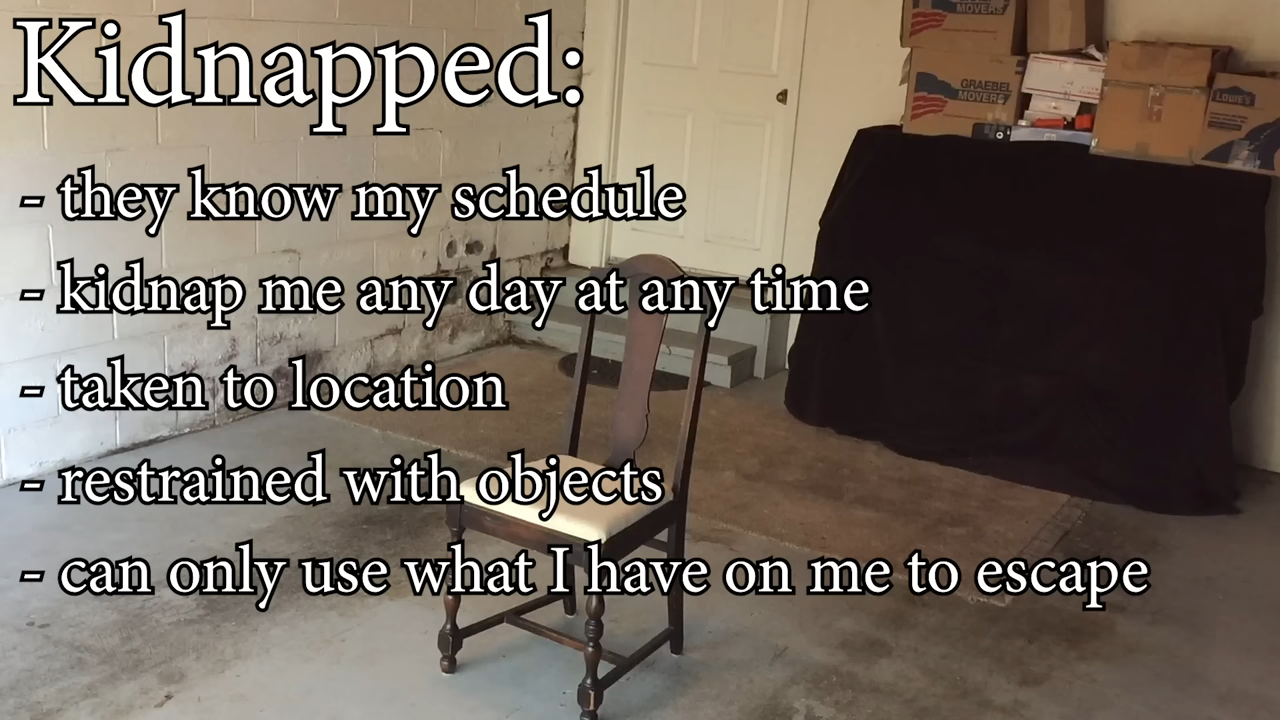 Kidnapped:
- they know my schedule
- kidnap me any day at any time
- taken to location
- restrained with objects
- can only use what I have on me to escape
MOVERS
GRAEBEL
MOVERS
LOWE'S